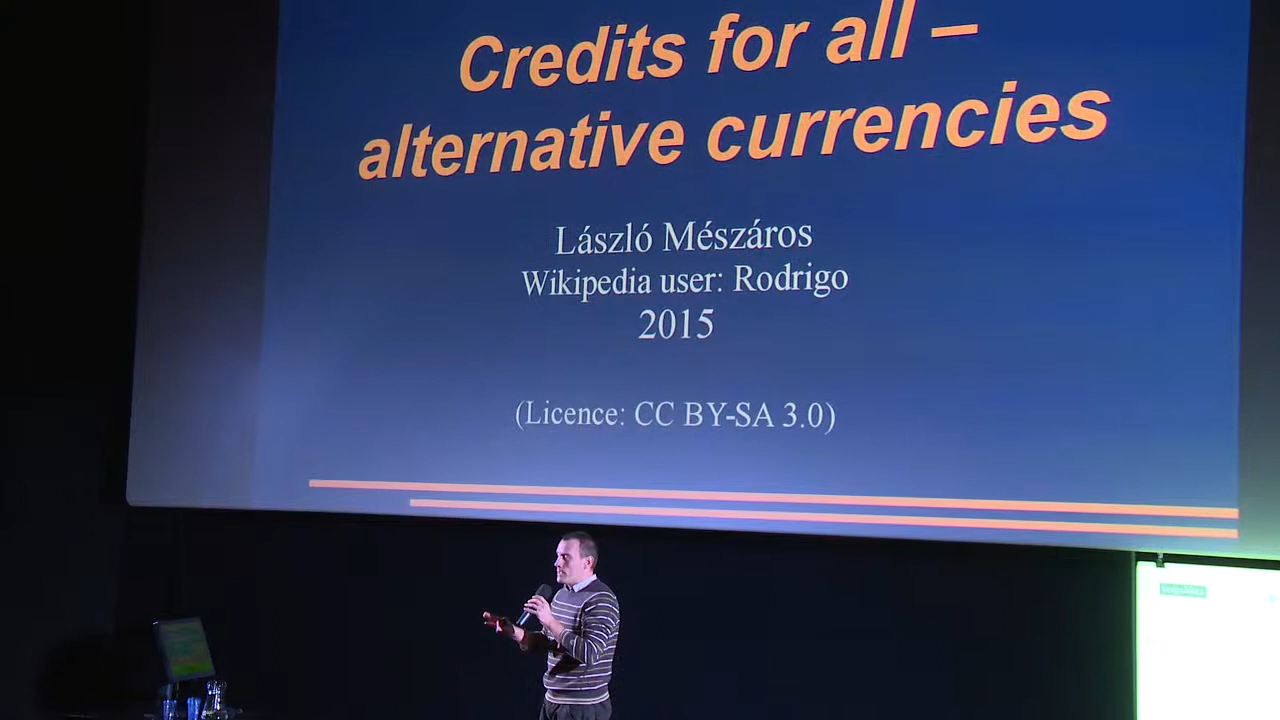 Credits for all –
alternative currencies
László Mészáros
Wikipedia user: Rodrigo
2015
(Licence: CC BY-SA 3.0)